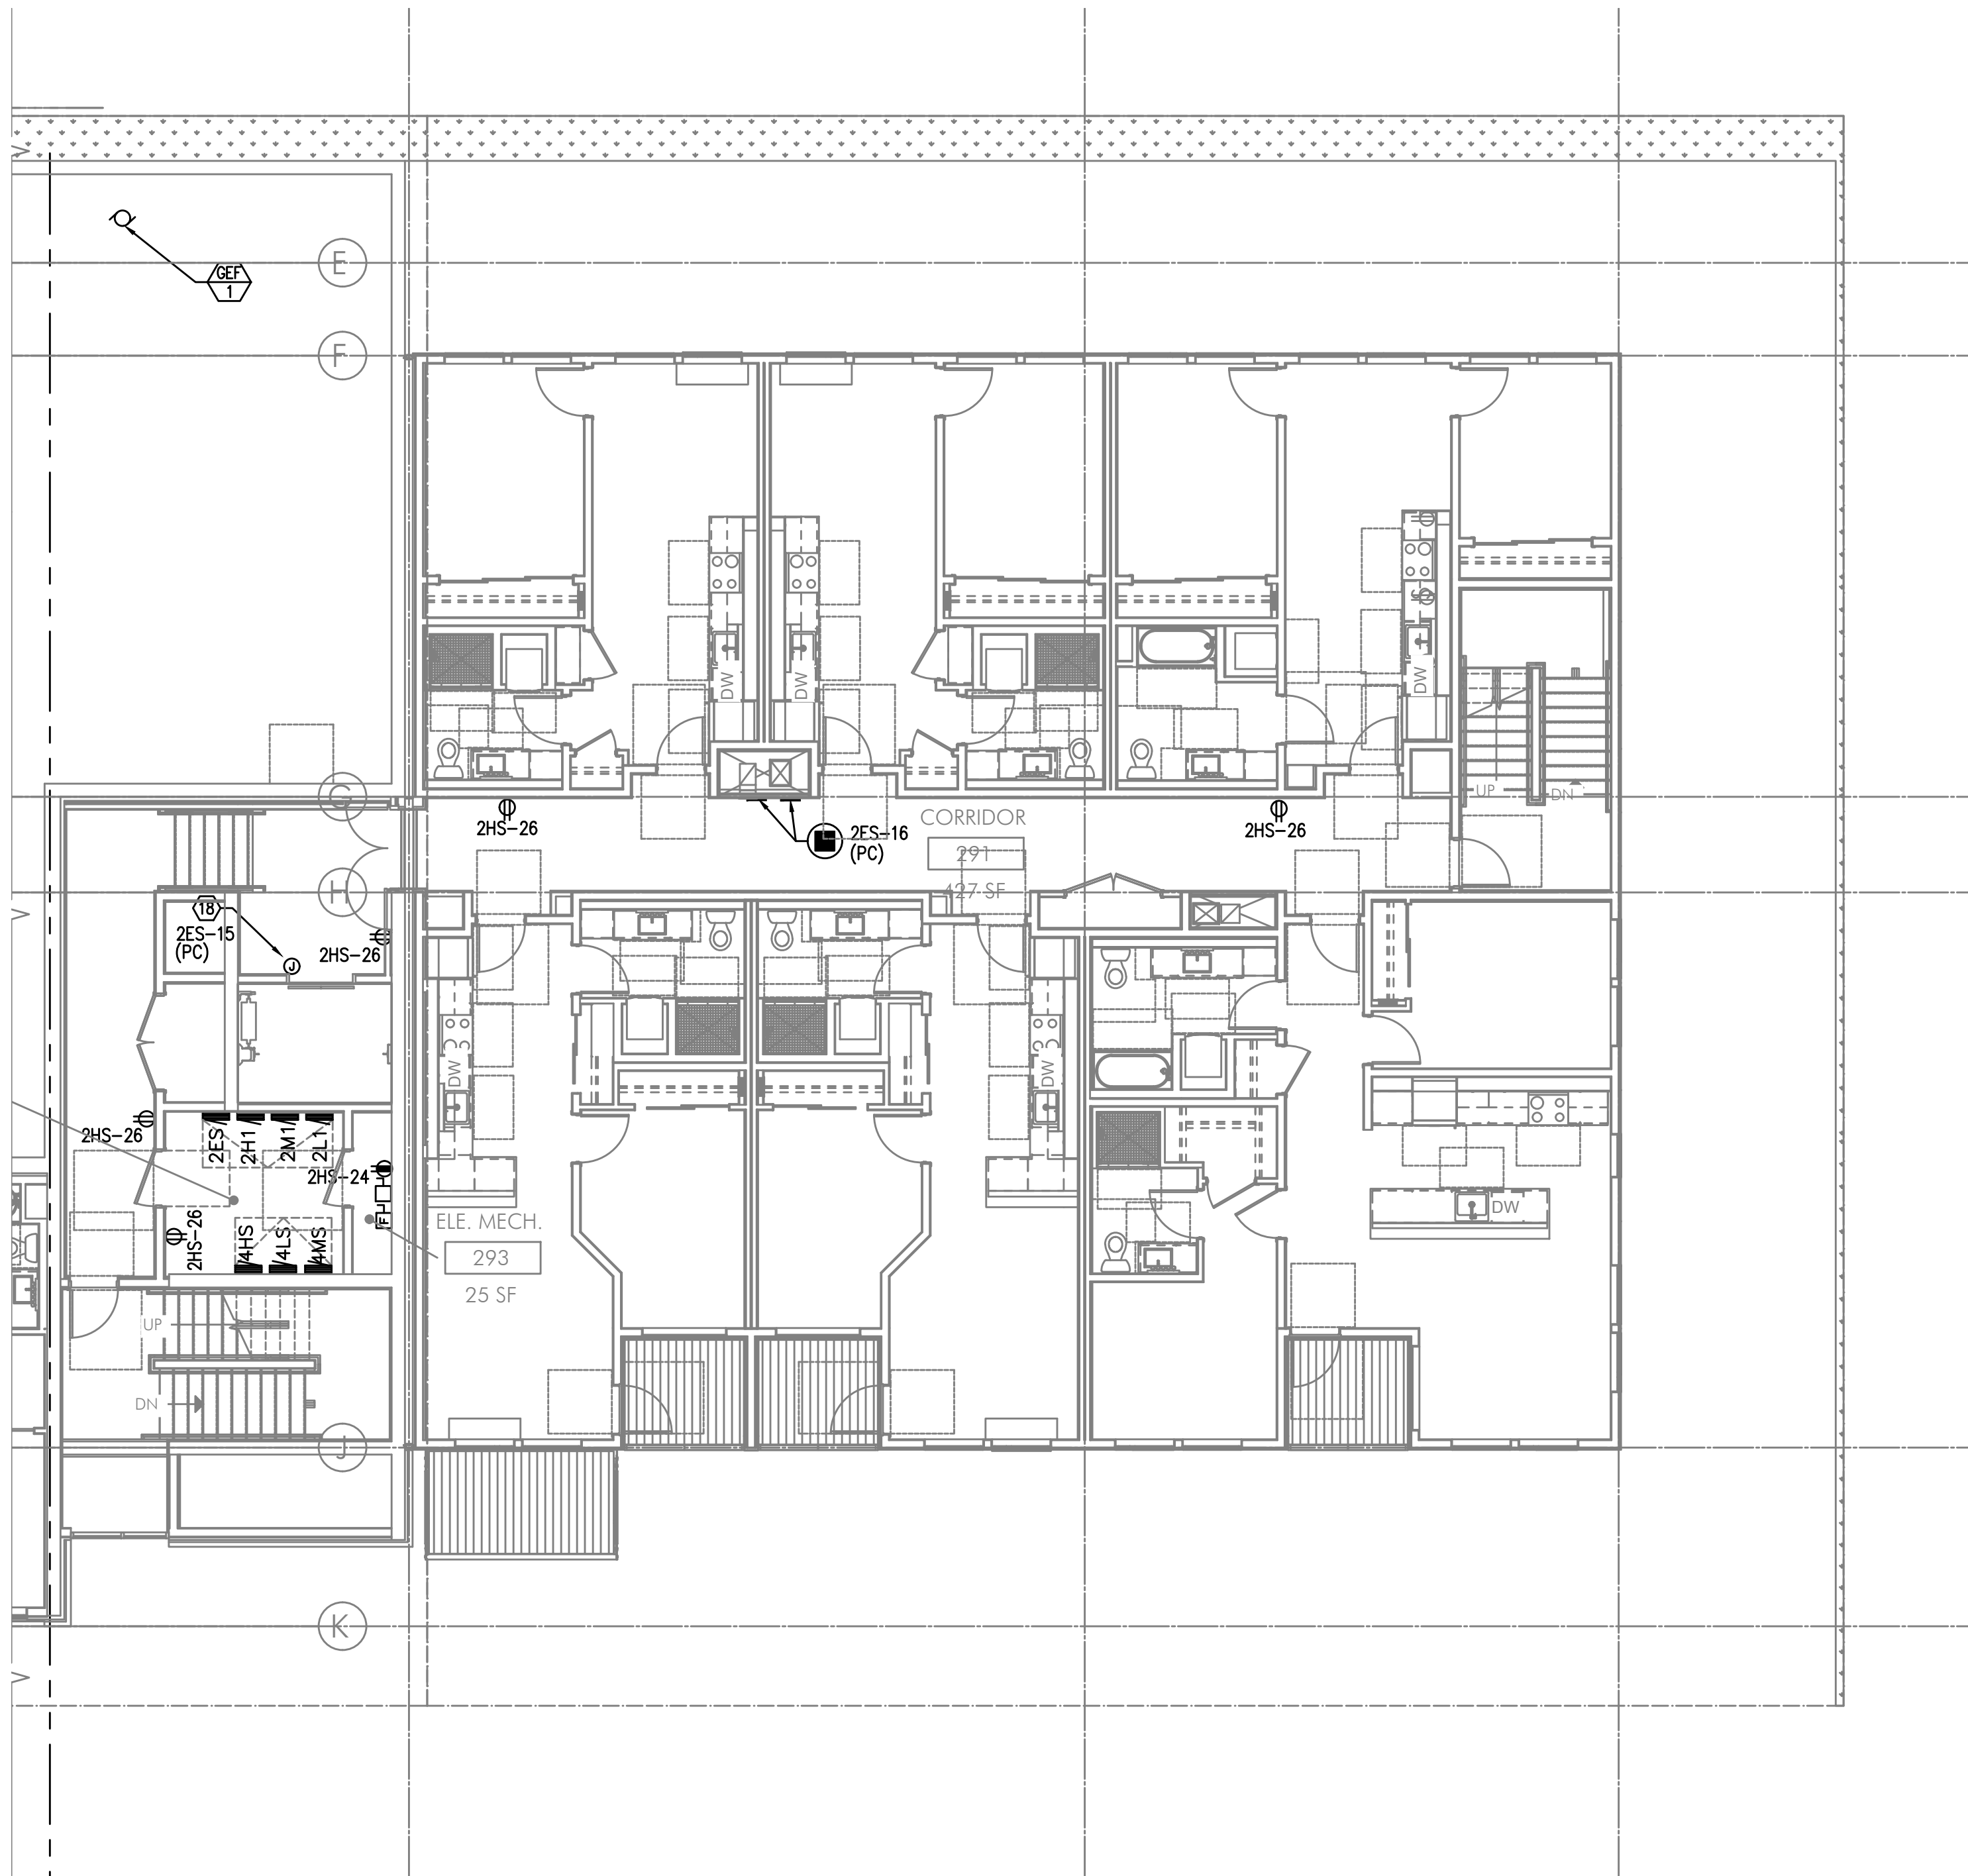 E
GEF
1
F
DW
DW
DW
UP
DN
G
2HS-26
2ES-16
(PC)
CORRIDOR
291
427 SF
2HS-26
H
18
2ES-15
(PC)
2HS-26
J
DW
DW
2HS-26
2ES
2H1
2M1
2L1
2HS-24
F
2HS-26
4HS
4LS
4MS
ELE. MECH.
293
25 SF
DW
UP
DN
J
K